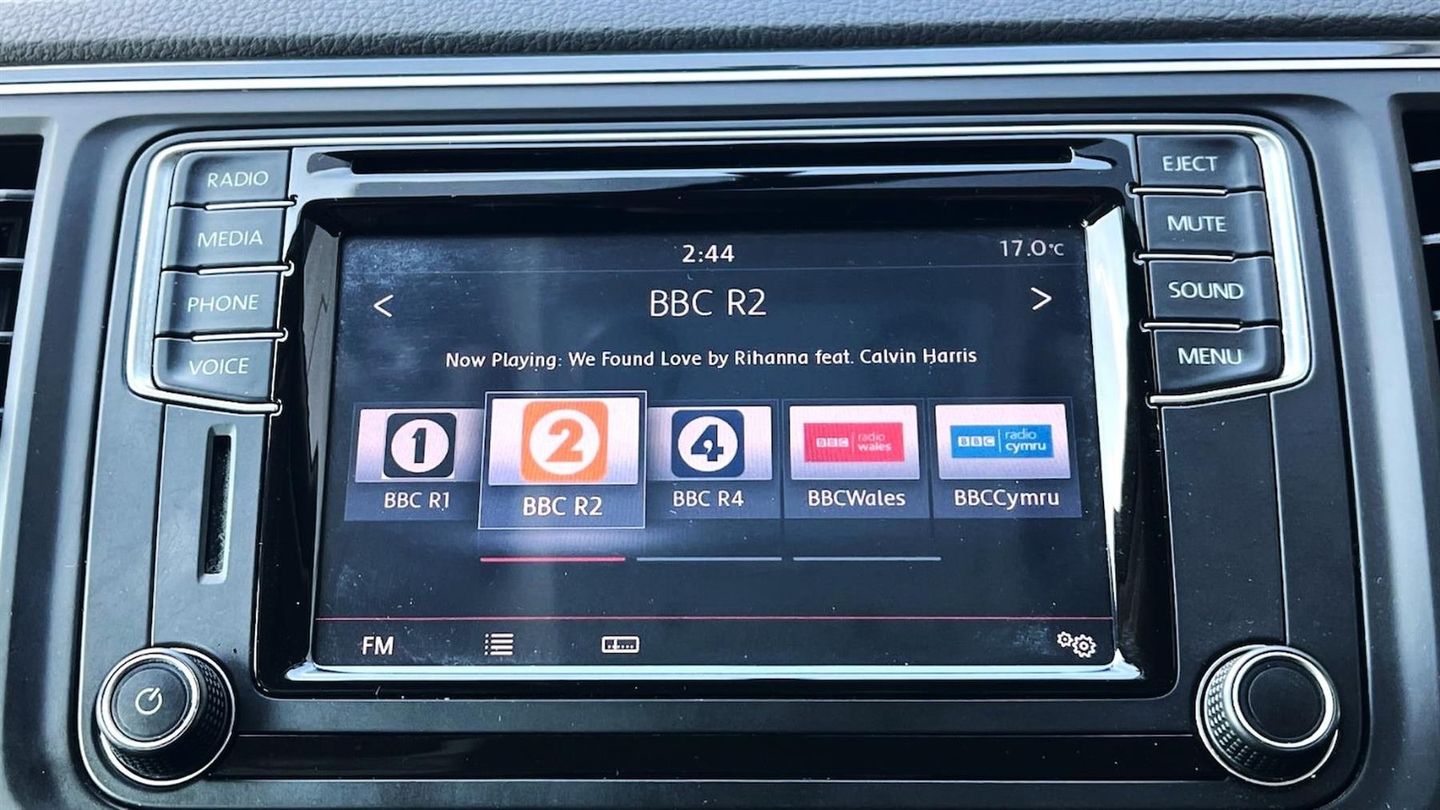 RADIO
MEDIA
PHONE
VOICE
EJECT
MUTE
SOUND
MENU
2:44
17.0°C
< BBC R2 >
Now Playing: We Found Love by Rihanna feat. Calvin Harris
1
BBC R1
2
BBC R2
4
BBC R4
BBC radio wales
BBCWales
BBC radio cymru
BBCCymru
FM